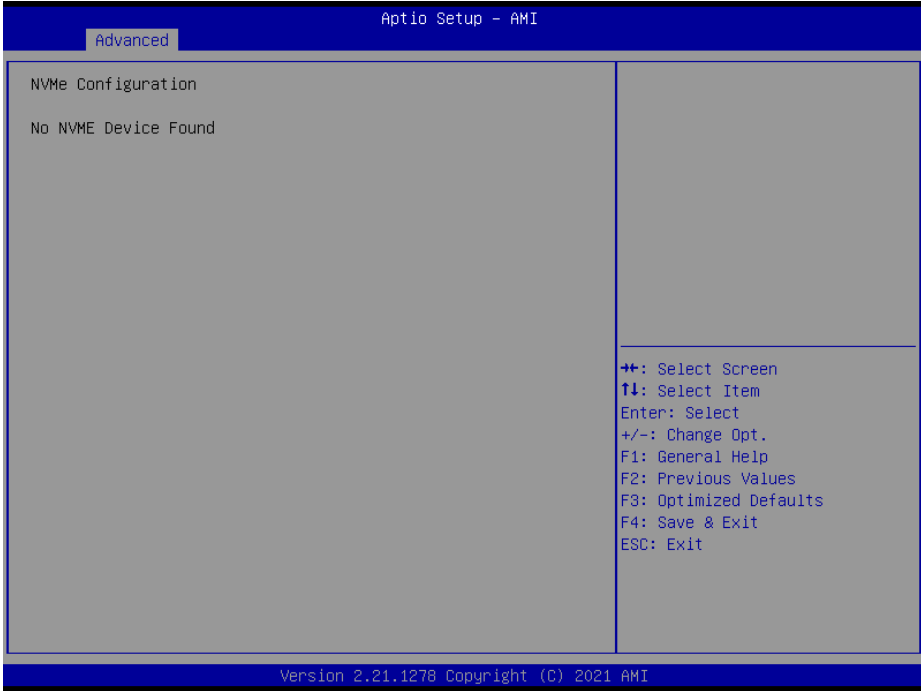 Aptio Setup – AMI
Advanced
NVMe Configuration
No NVME Device Found
→←: Select Screen
↑↓: Select Item
Enter: Select
+/-: Change Opt.
F1: General Help
F2: Previous Values
F3: Optimized Defaults
F4: Save & Exit
ESC: Exit
Version 2.21.1278 Copyright (C) 2021 AMI